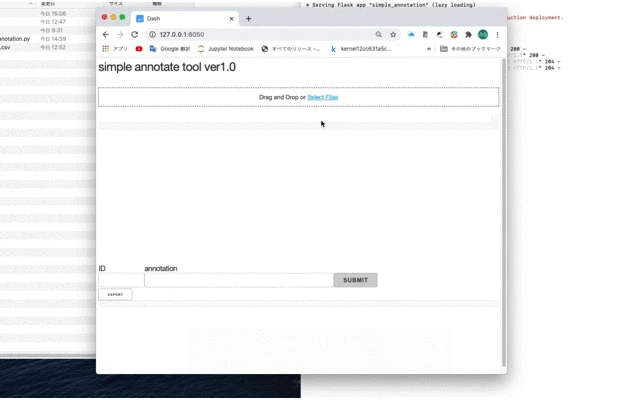 変更日
サイズ
種類
今日 15:06
今日 12:47
今日 8:31
nnotation.py 今日 14:59
.csv 今日 12:52
* Serving Flask app "simple_annotation" (lazy loading)
uction deployment.
200 -
204 -
204 -
Dash
127.0.0.1:8050
アプリ
Google 翻訳
Jupyter Notebook
すべてのリソース -...
kernel12cc631a5c...
その他のブックマーク
simple annotate tool ver1.0
Drag and Drop or Select Files
ID annotation
SUBMIT
EXPORT